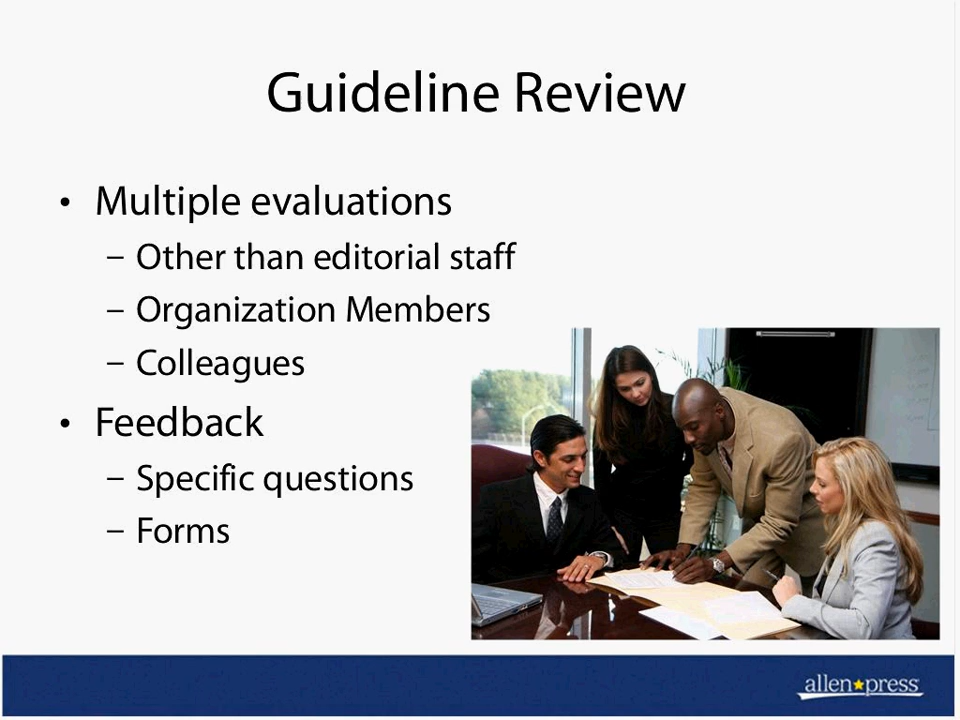 Guideline Review
• Multiple evaluations
– Other than editorial staff
– Organization Members
– Colleagues
• Feedback
– Specific questions
– Forms
allen★press